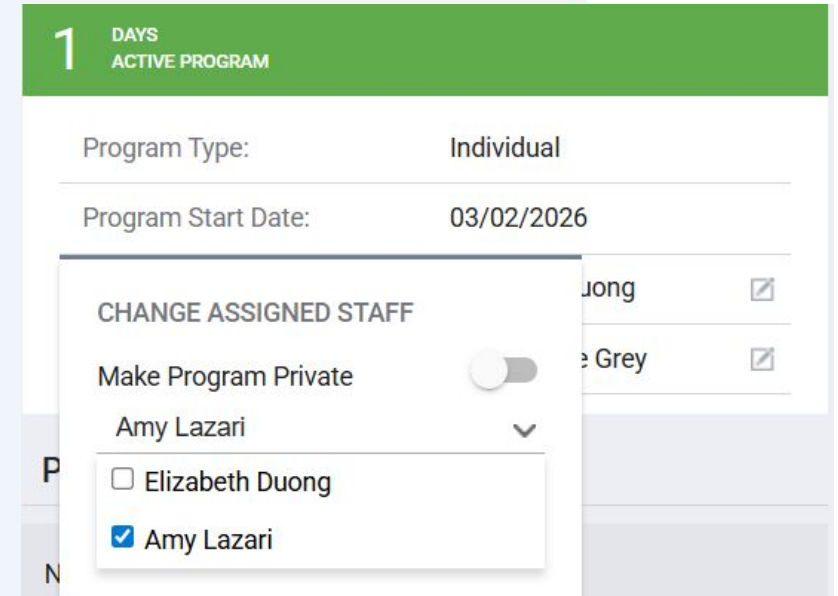 1 DAYS
ACTIVE PROGRAM
Program Type: Individual
Program Start Date: 03/02/2026
CHANGE ASSIGNED STAFF
Make Program Private
Grey
Amy Lazari
Elizabeth Duong
Amy Lazari